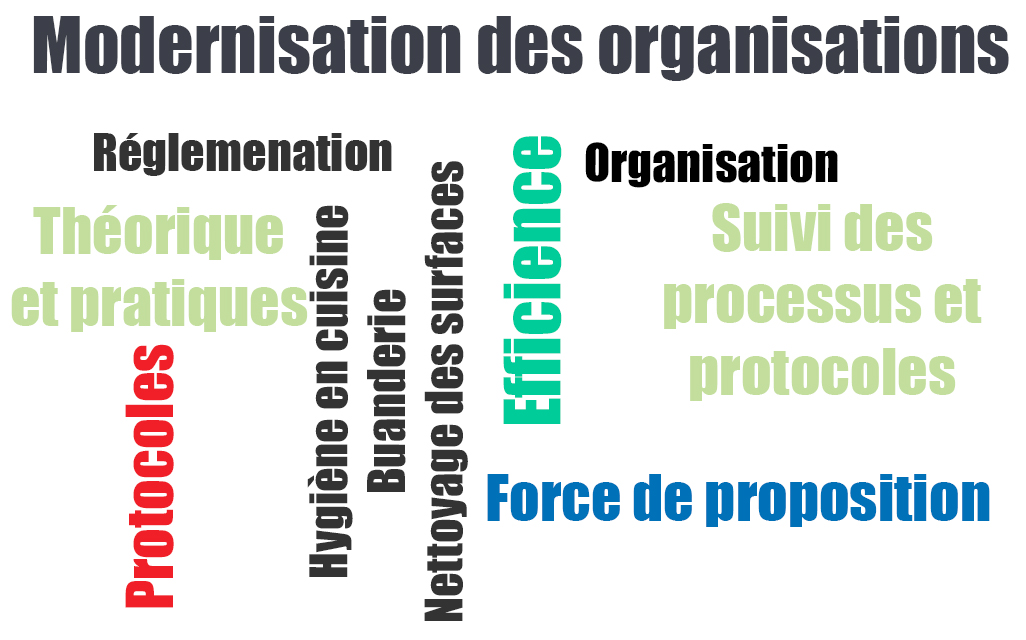 Modernisation des organisations
Réglemenation
Organisation
Théorique
et pratiques
Protocoles
Hygiène en cuisine
Buanderie
Nettoyage des surfaces
Efficience
Suivi des
processus et
protocoles
Force de proposition